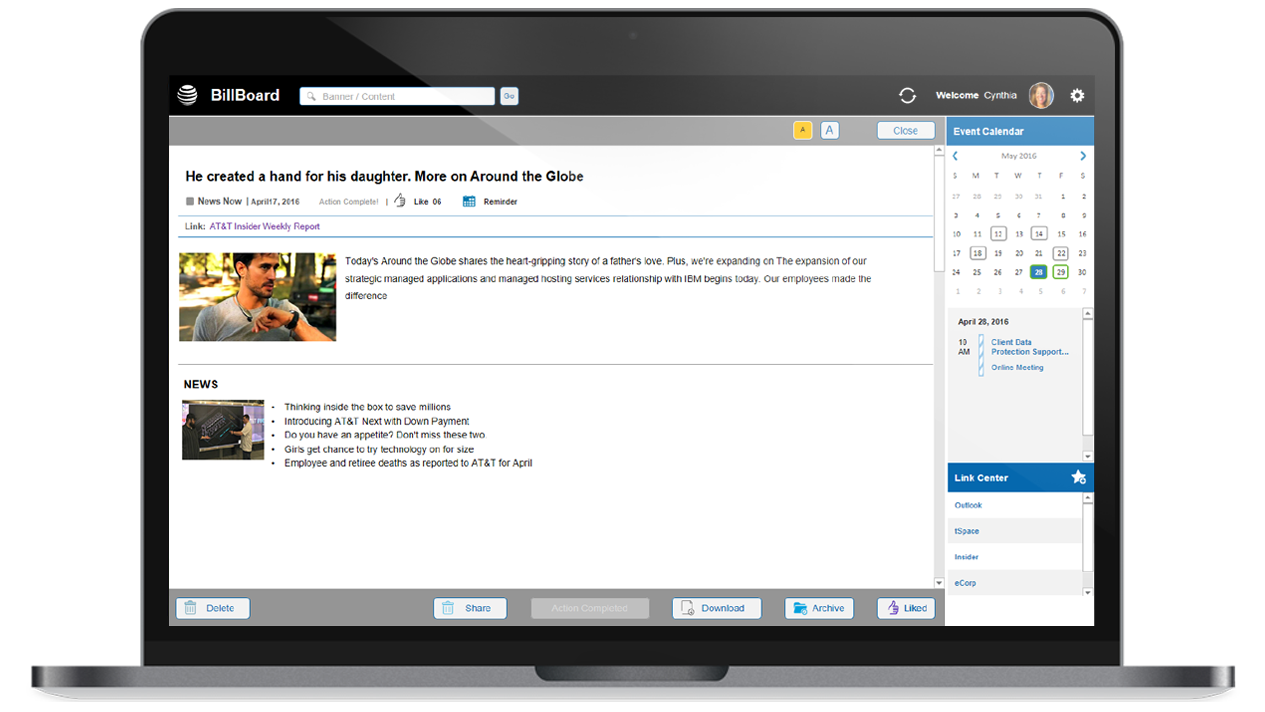 BillBoard
Banner / Content
Go
Welcome Cynthia
A
A
Close
He created a hand for his daughter. More on Around the Globe
News Now | April17, 2016 Action Complete! | Like 06 Reminder
Link: AT&T Insider Weekly Report
Today's Around the Globe shares the heart-gripping story of a father's love. Plus, we're expanding on The expansion of our
strategic managed applications and managed hosting services relationship with IBM begins today. Our employees made the
difference
NEWS
• Thinking inside the box to save millions
• Introducing AT&T Next with Down Payment
• Do you have an appetite? Don't miss these two.
• Girls get chance to try technology on for size
• Employee and retiree deaths as reported to AT&T for April
Delete
Share
Action Completed
Download
Archive
Liked
Event Calendar
May 2016
S M T W T F S
27 28 29 30 31 1 2
3 4 5 6 7 8 9
10 11 12 13 14 15 16
17 18 19 20 21 22 23
24 25 26 27 28 29 30
1 2 3 4 5 6 7
April 28, 2016
10
AM
Client Data
Protection Support...
Online Meeting
Link Center
Outlook
tSpace
Insider
eCorp